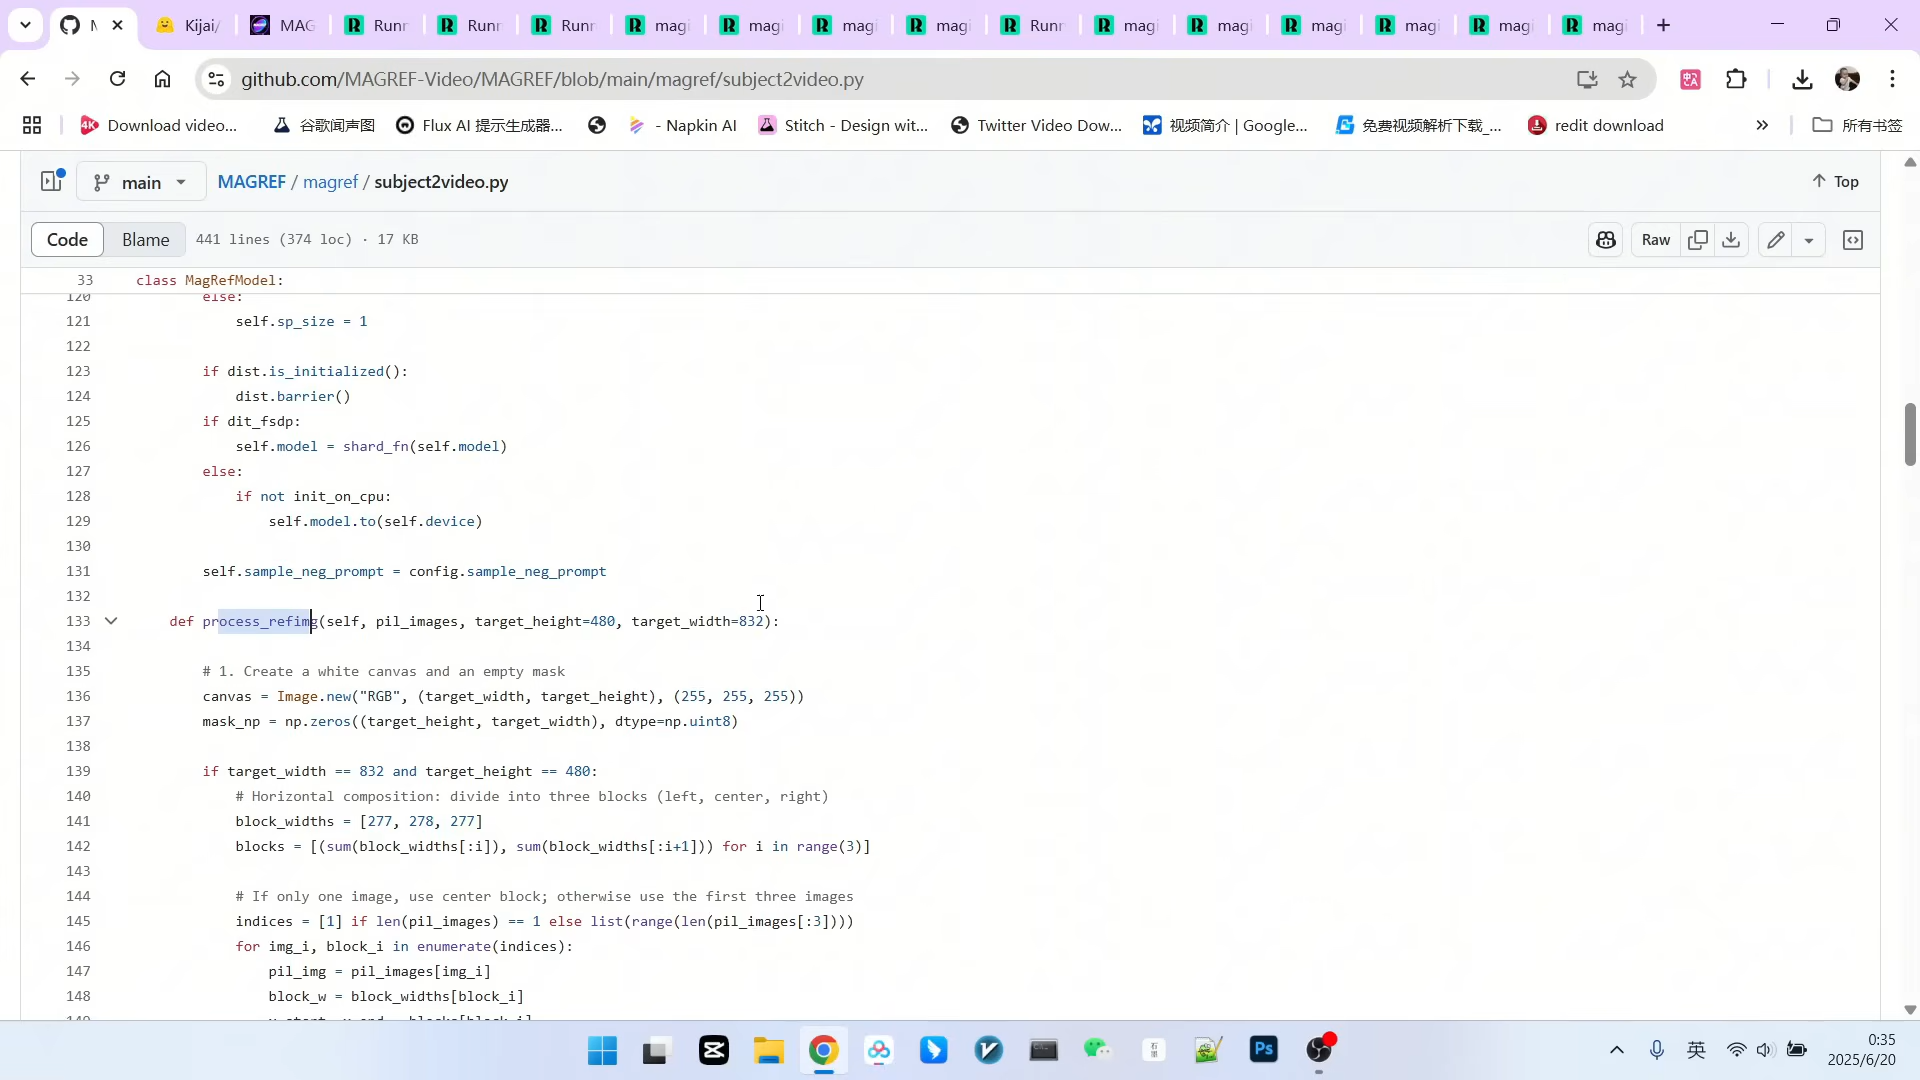 Kijai/
MAG
Runn
Runn
Runn
magi
magi
magi
magi
Runn
magi
magi
magi
magi
magi
magi
github.com/MAGREF-Video/MAGREF/blob/main/magref/subject2video.py
Download video...
谷歌闻声图
Flux AI 提示生成器...
- Napkin AI
Stitch - Design wit...
Twitter Video Dow...
视频简介 | Google...
免费视频解析下载_...
redit download
所有书签
main
MAGREF / magref / subject2video.py
Top
Code
Blame
441 lines (374 loc) · 17 KB
Raw
33 class MagRefModel:
120 else:
121 self.sp_size = 1
122
123 if dist.is_initialized():
124 dist.barrier()
125 if dit_fsdp:
126 self.model = shard_fn(self.model)
127 else:
128 if not init_on_cpu:
129 self.model.to(self.device)
130
131 self.sample_neg_prompt = config.sample_neg_prompt
132
133 def process_refimg(self, pil_images, target_height=480, target_width=832):
134
135 # 1. Create a white canvas and an empty mask
136 canvas = Image.new("RGB", (target_width, target_height), (255, 255, 255))
137 mask_np = np.zeros((target_height, target_width), dtype=np.uint8)
138
139 if target_width == 832 and target_height == 480:
140 # Horizontal composition: divide into three blocks (left, center, right)
141 block_widths = [277, 278, 277]
142 blocks = [(sum(block_widths[:i]), sum(block_widths[:i+1])) for i in range(3)]
143
144 # If only one image, use center block; otherwise use the first three images
145 indices = [1] if len(pil_images) == 1 else list(range(len(pil_images[:3])))
146 for img_i, block_i in enumerate(indices):
147 pil_img = pil_images[img_i]
148 block_w = block_widths[block_i]
英
0:35
2025/6/20